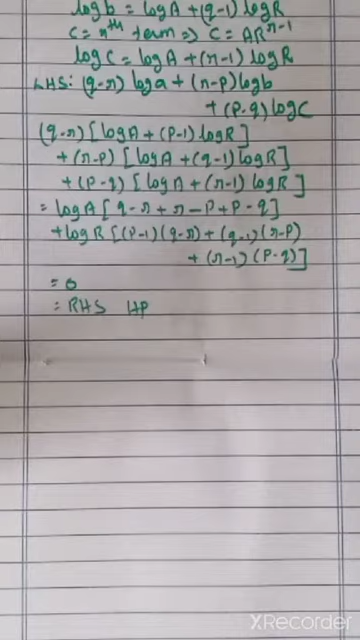 log b = log A + (q-1) log R
C = r^th term => C = AR^r-1
log C = log A + (r-1) log R
LHS: (q-r) log a + (r-p) log b
+ (p-q) log C
(q-r) [log A + (p-1) log R]
+ (r-p) [log A + (q-1) log R]
+ (p-q) [log A + (r-1) log R]
= log A [q-r + r-p + p-q]
+ log R [(p-1)(q-r) + (q-1)(r-p)
+ (r-1)(p-q)]
= 0
= RHS HP
XRecorder